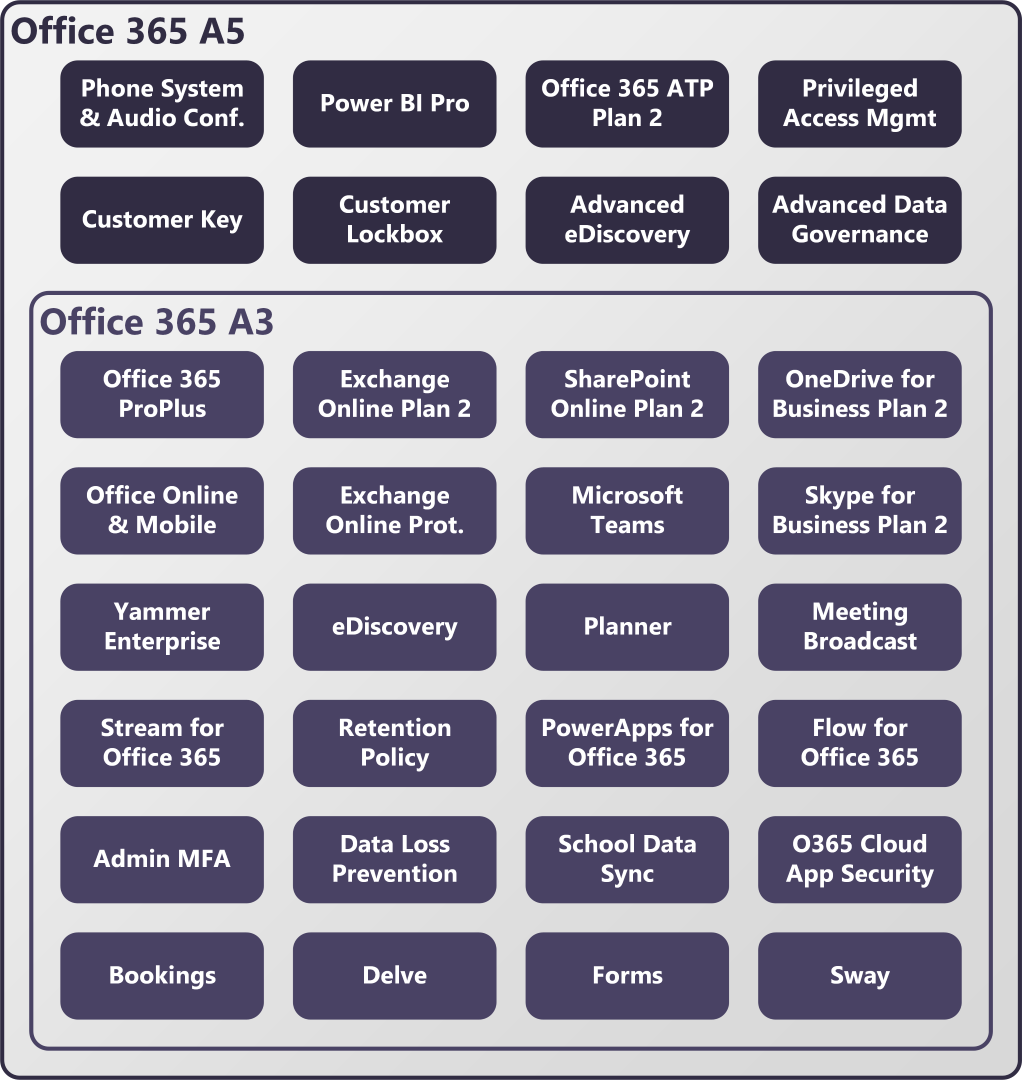 Office 365 A5
Phone System
& Audio Conf.
Power BI Pro
Office 365 ATP
Plan 2
Privileged
Access Mgmt
Customer Key
Customer
Lockbox
Advanced
eDiscovery
Advanced Data
Governance
Office 365 A3
Office 365
ProPlus
Exchange
Online Plan 2
SharePoint
Online Plan 2
OneDrive for
Business Plan 2
Office Online
& Mobile
Exchange
Online Prot.
Microsoft
Teams
Skype for
Business Plan 2
Yammer
Enterprise
eDiscovery
Planner
Meeting
Broadcast
Stream for
Office 365
Retention
Policy
PowerApps for
Office 365
Flow for
Office 365
Admin MFA
Data Loss
Prevention
School Data
Sync
O365 Cloud
App Security
Bookings
Delve
Forms
Sway